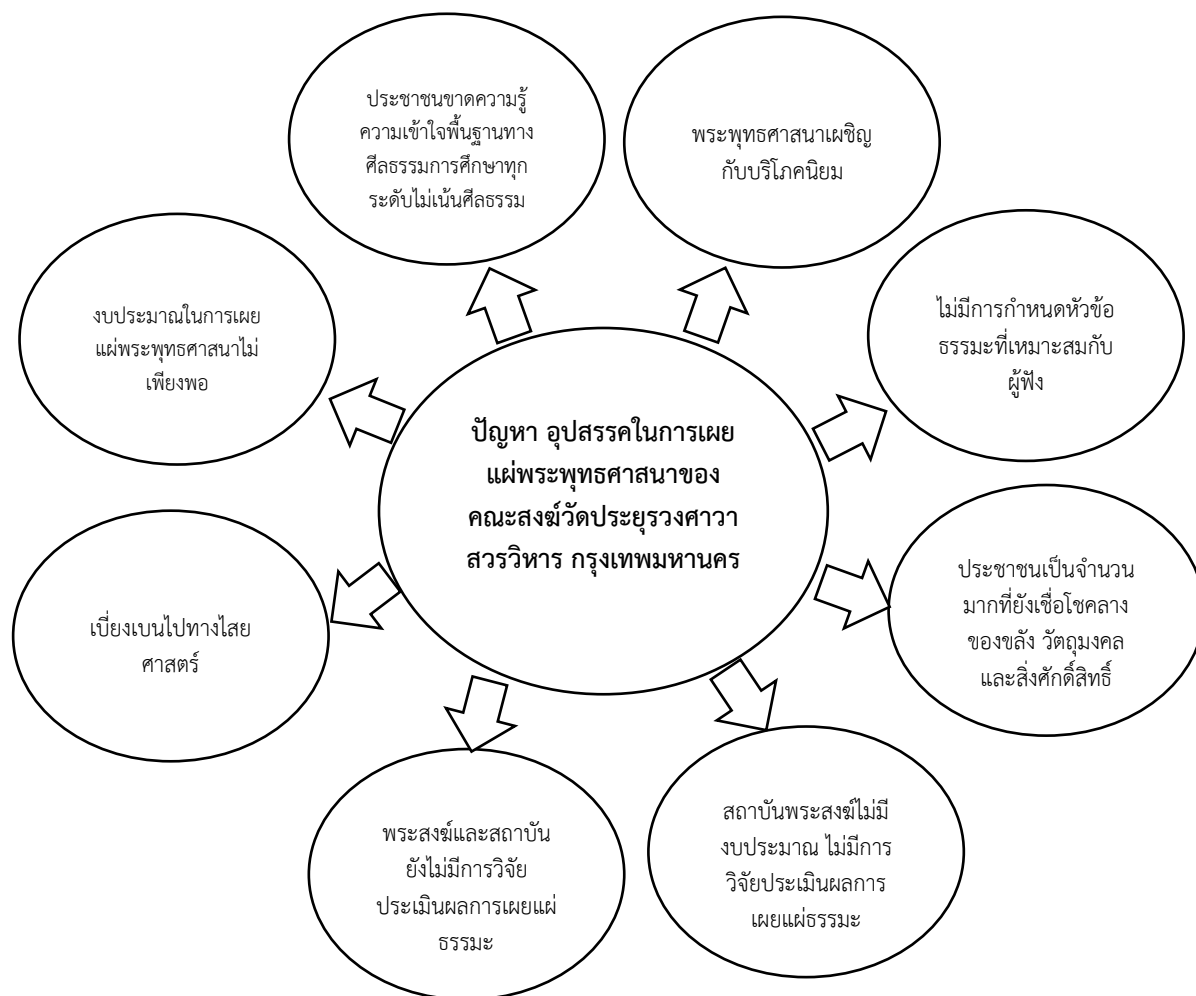 ประชาชนขาดความรู้
ความเข้าใจพื้นฐานทาง
ศีลธรรมการศึกษาทุก
ระดับไม่เน้นศีลธรรม
พระพุทธศาสนาเผชิญ
กับบริโภคนิยม
งบประมาณในการเผย
แผ่พระพุทธศาสนาไม่
เพียงพอ
ไม่มีการกำหนดหัวข้อ
ธรรมะที่เหมาะสมกับ
ผู้ฟัง
ปัญหา อุปสรรคในการเผย
แผ่พระพุทธศาสนาของ
คณะสงฆ์วัดประยุรวงศาวา
สวรวิหาร กรุงเทพมหานคร
เบี่ยงเบนไปทางไสย
ศาสตร์
ประชาชนเป็นจำนวน
มากที่ยังเชื่อโชคลาง
ของขลัง วัตถุมงคล
และสิ่งศักดิ์สิทธิ์
พระสงฆ์และสถาบัน
ยังไม่มีการวิจัย
ประเมินผลการเผยแผ่
ธรรมะ
สถาบันพระสงฆ์ไม่มี
งบประมาณ ไม่มีการ
วิจัยประเมินผลการ
เผยแผ่ธรรมะ